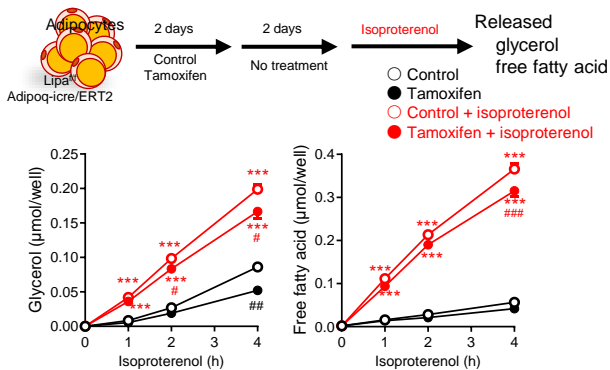 Adipocytes
Lipa^f/f
Adipoq-icre/ERT2
2 days
Control
Tamoxifen
2 days
No treatment
Isoproterenol
Released
glycerol
free fatty acid
Control
Tamoxifen
Control + isoproterenol
Tamoxifen + isoproterenol
Glycerol (μmol/well)
0.25
0.20
0.15
0.10
0.05
0.00
***
***
***
***
***
#
***
#
##
0 1 2 3 4
Isoproterenol (h)
Free fatty acid (μmol/well)
0.4
0.3
0.2
0.1
0.0
***
***
***
***
***
***
###
0 1 2 3 4
Isoproterenol (h)